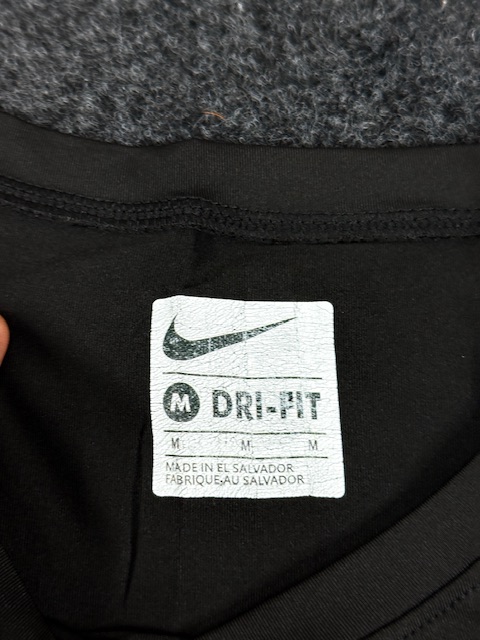 M DRI-FIT
M M M
MADE IN EL SALVADOR
FABRIQUE AU SALVADOR